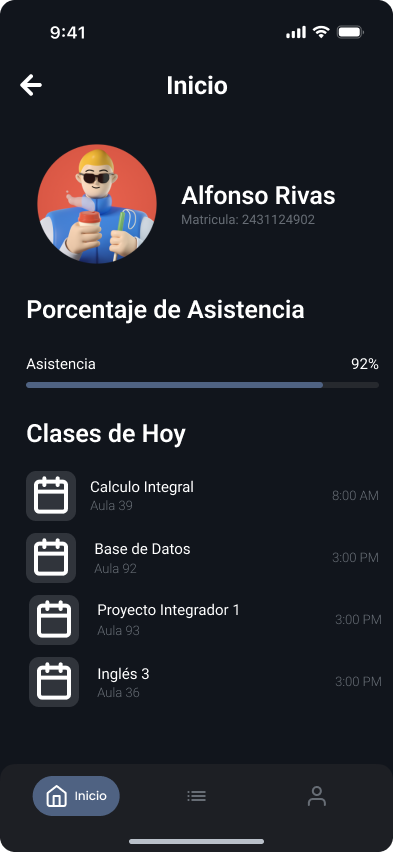 9:41
Inicio
Alfonso Rivas
Matricula: 2431124902
Porcentaje de Asistencia
Asistencia 92%
Clases de Hoy
Calculo Integral
Aula 39 8:00 AM
Base de Datos
Aula 92 3:00 PM
Proyecto Integrador 1
Aula 93 3:00 PM
Inglés 3
Aula 36 3:00 PM
Inicio